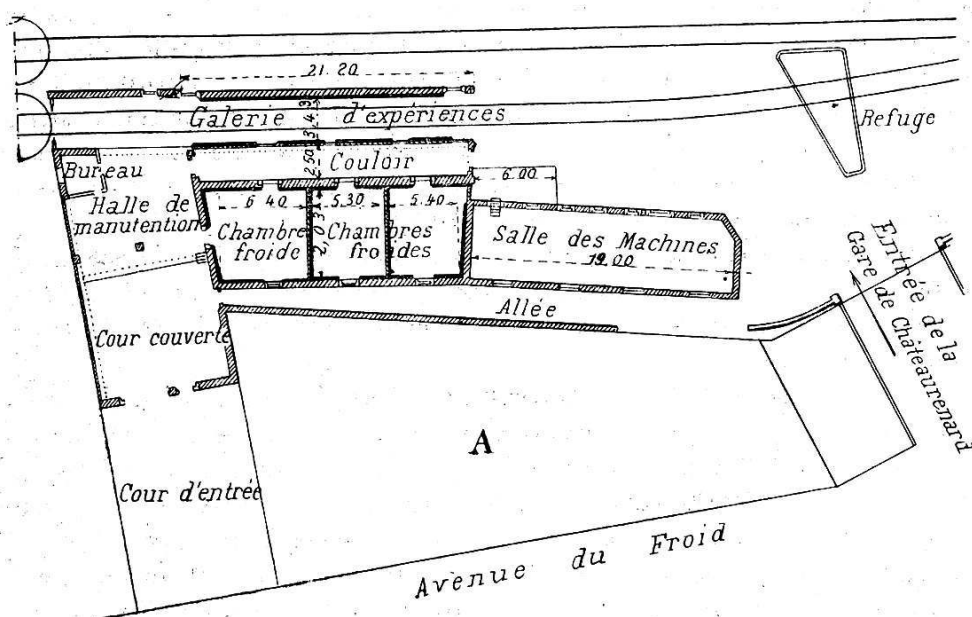 21.20
Galerie d'expériences
3.43
Refuge
Couloir
2.50
Bureau
6.00
6 40
5.30
5.40
Halle de
manutention
Chambre
froide
Chambres
froides
Salle des Machines
19.00
Allée
Entrée de la
Gare de Châteaurenard
Cour couverte
A
Cour d'entrée
Avenue du Froid